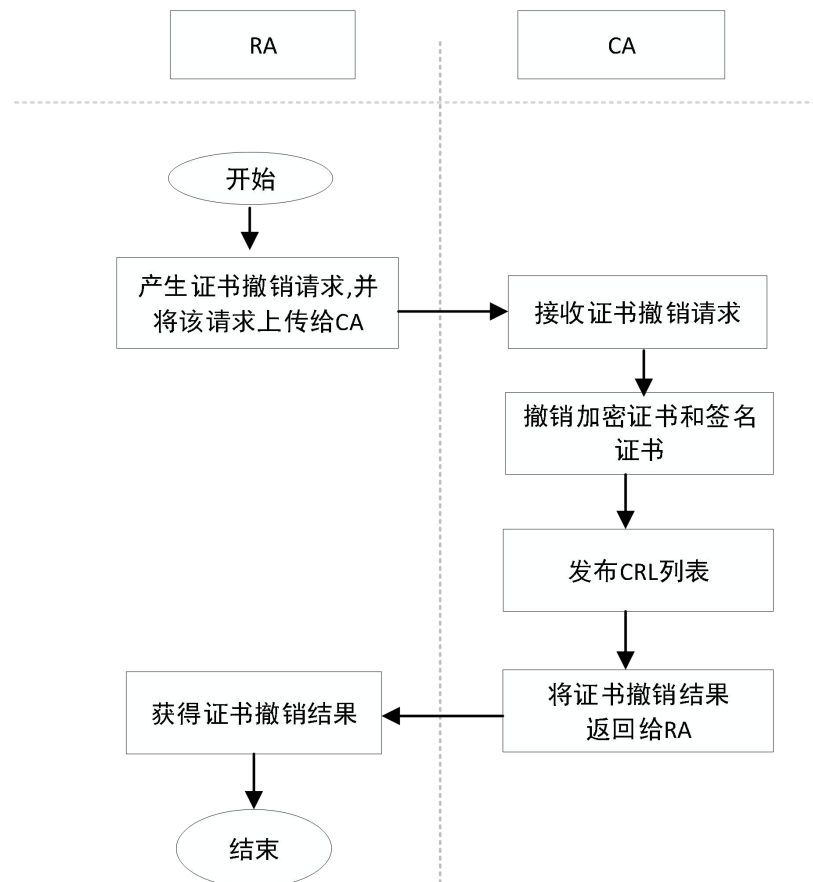 RA
CA
开始
产生证书撤销请求,并
将该请求上传给CA
接收证书撤销请求
撤销加密证书和签名
证书
发布CRL列表
将证书撤销结果
返回给RA
获得证书撤销结果
结束